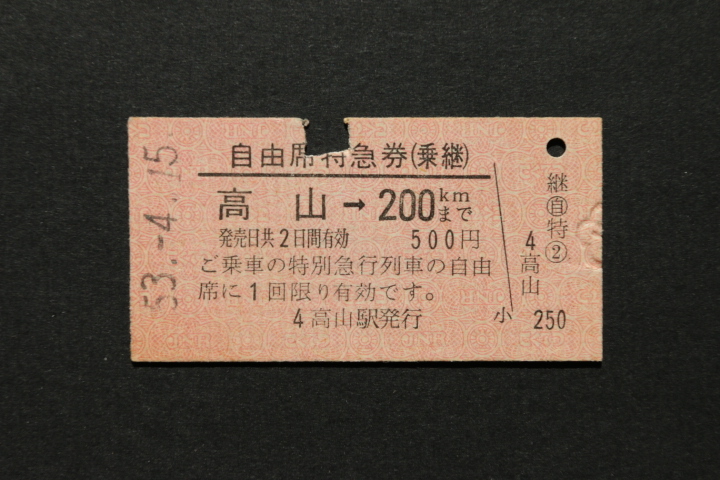 自由席特急券(乗継)
高山→200kmまで
発売日共2日間有効 500円
ご乗車の特別急行列車の自由
席に1回限り有効です。
4高山駅発行
継自特②
4高山
小 250
53.-4.15